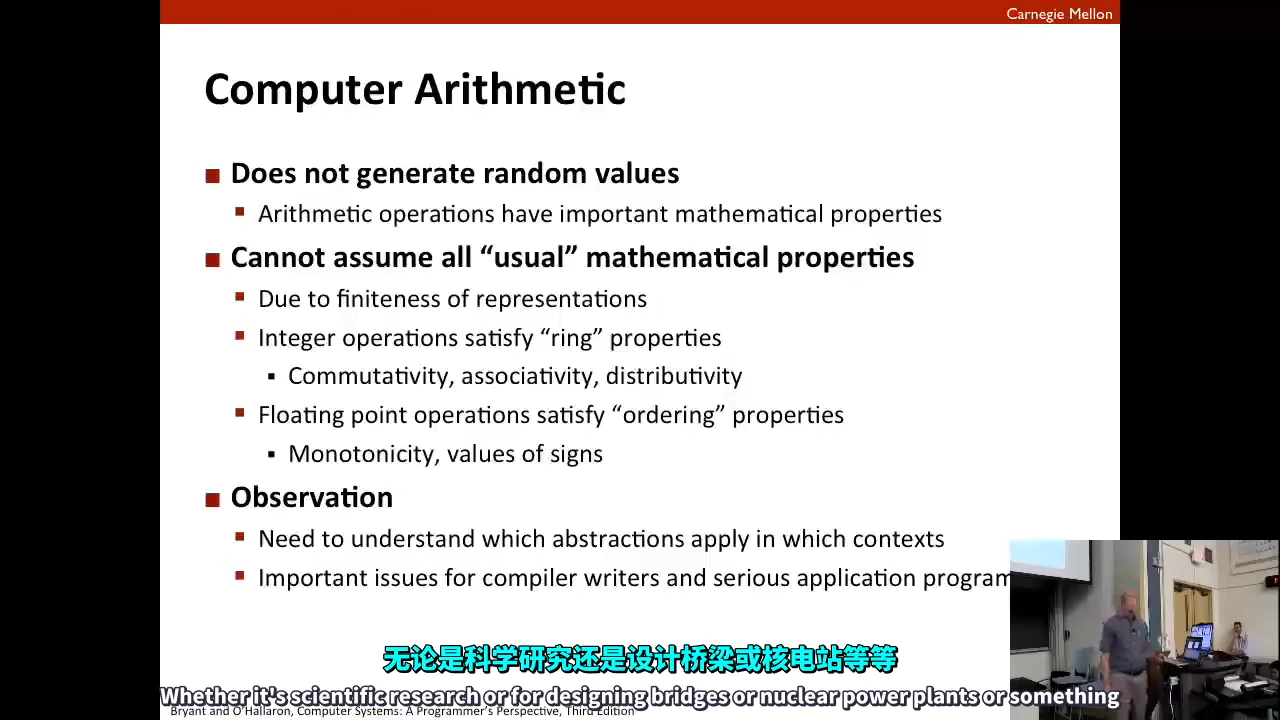 Carnegie Mellon
Computer Arithmetic
Does not generate random values
Arithmetic operations have important mathematical properties
Cannot assume all “usual” mathematical properties
Due to finiteness of representations
Integer operations satisfy “ring” properties
Commutativity, associativity, distributivity
Floating point operations satisfy “ordering” properties
Monotonicity, values of signs
Observation
Need to understand which abstractions apply in which contexts
Important issues for compiler writers and serious application program
无论是科学研究还是设计桥梁或核电站等等
Whether it's scientific research or for designing bridges or nuclear power plants or something
Bryant and O'Hallaron, Computer Systems: A Programmer's Perspective, Third Edition